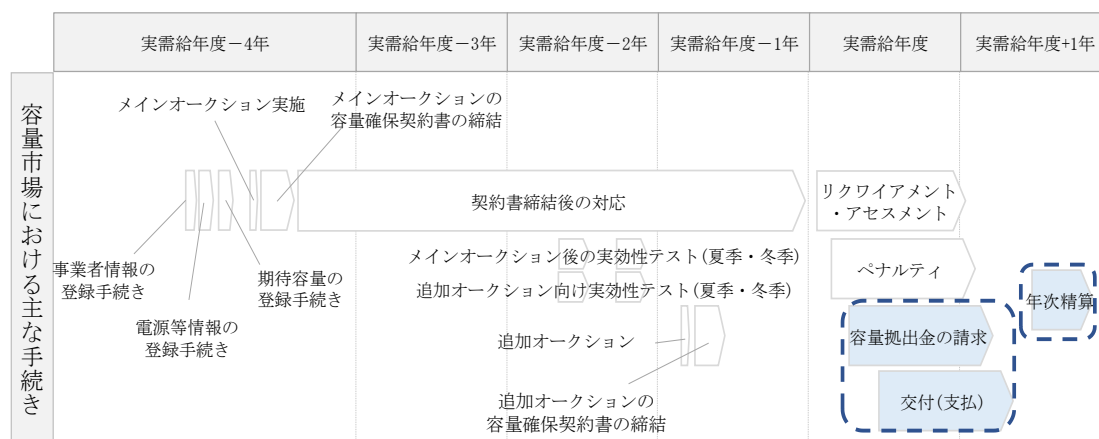 実需給年度－4年
実需給年度－3年
実需給年度－2年
実需給年度－1年
実需給年度
実需給年度+1年
容量市場における主な手続き
メインオークション実施
メインオークションの
容量確保契約書の締結
契約書締結後の対応
リクワイアメント
・アセスメント
事業者情報の
登録手続き
期待容量の
登録手続き
電源等情報の
登録手続き
メインオークション後の実効性テスト(夏季・冬季)
追加オークション向け実効性テスト(夏季・冬季)
ペナルティ
年次精算
追加オークション
容量拠出金の請求
追加オークションの
容量確保契約書の締結
交付(支払)